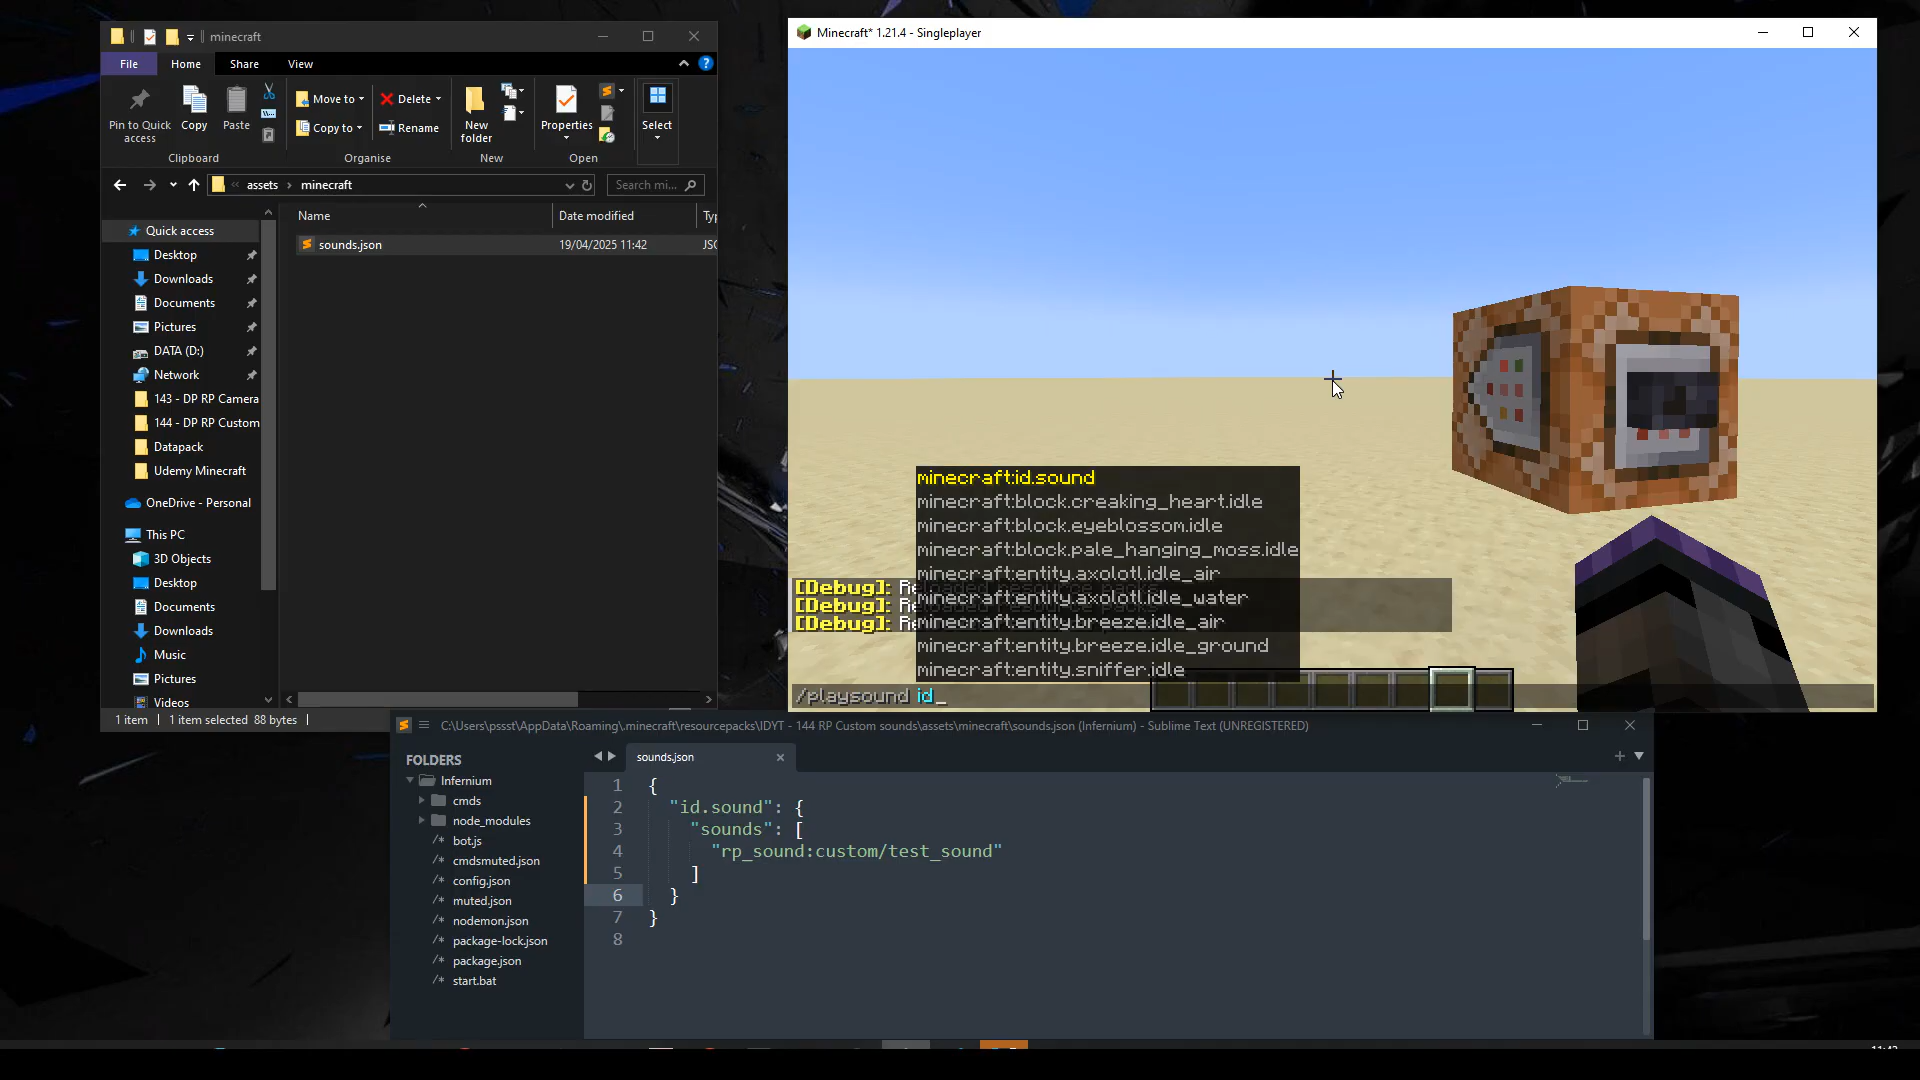 minecraft
File
Home
Share
View
Pin to Quick
access
Copy
Paste
Clipboard
Move to
Copy to
Delete
Rename
Organise
New
folder
New
Properties
Open
Select
assets
minecraft
Search mi...
Name
Date modified
sounds.json
19/04/2025 11:42
Quick access
Desktop
Downloads
Documents
Pictures
DATA (D:)
Network
143 - DP RP Camera
144 - DP RP Custom
Datapack
Udemy Minecraft
OneDrive - Personal
This PC
3D Objects
Desktop
Documents
Downloads
Music
Pictures
Videos
1 item
1 item selected 88 bytes
Minecraft* 1.21.4 - Singleplayer
minecraft:id.sound
minecraft:block.creaking_heart.idle
minecraft:block.eyeblossom.idle
minecraft:block.pale_hanging_moss.idle
minecraft:entity.axolotl.idle_air
minecraft:entity.axolotl.idle_water
minecraft:entity.breeze.idle_air
minecraft:entity.breeze.idle_ground
minecraft:entity.sniffer.idle
[Debug]: Reloaded resource packs
[Debug]: Reloaded resource packs
[Debug]: Re
/playsound id_
C:\Users\pssst\AppData\Roaming\.minecraft\resourcepacks\IDYT - 144 RP Custom sounds\assets\minecraft\sounds.json (Infernium) - Sublime Text (UNREGISTERED)
FOLDERS
Infernium
cmds
node_modules
/* bot.js
/* cmdsmuted.json
/* config.json
/* muted.json
/* nodemon.json
/* package-lock.json
/* package.json
/* start.bat
sounds.json
1 {
2 "id.sound": {
3 "sounds": [
4 "rp_sound:custom/test_sound"
5 ]
6 }
7 }
8